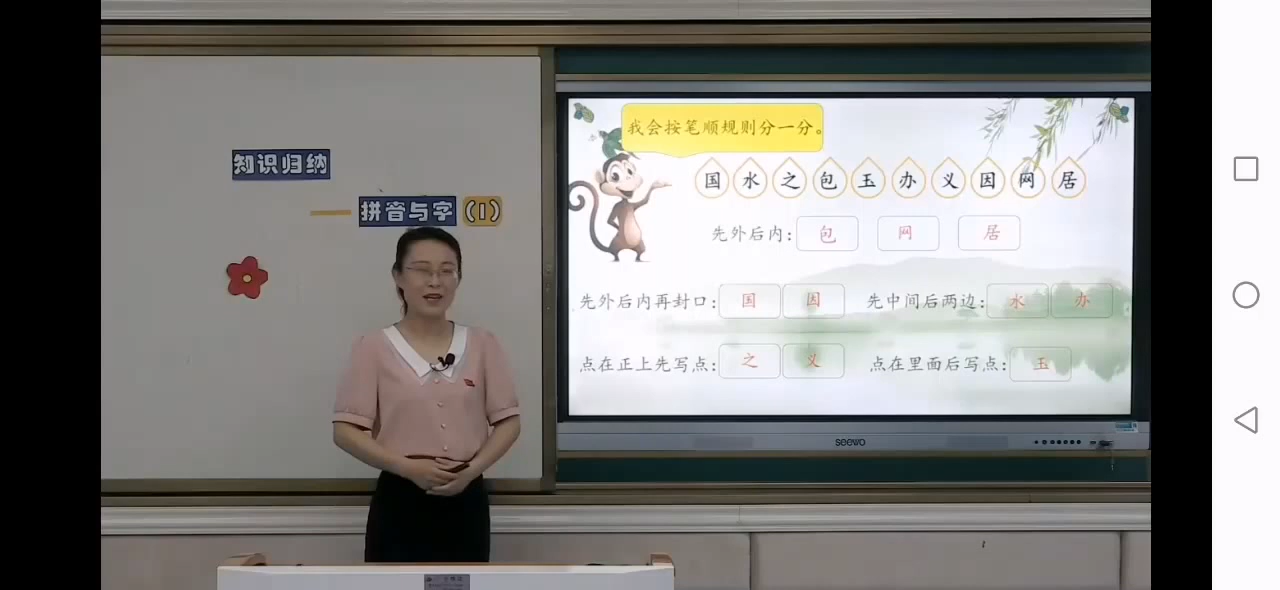 知识归纳
拼音与字（1）
我会按笔顺规则分一分。
国 水 之 包 玉 办 义 因 网 居
先外后内： 包 网 居
先外后内再封口： 国 因 先中间后两边： 水 办
点在正上先写点： 之 义 点在里面后写点： 玉
seewo